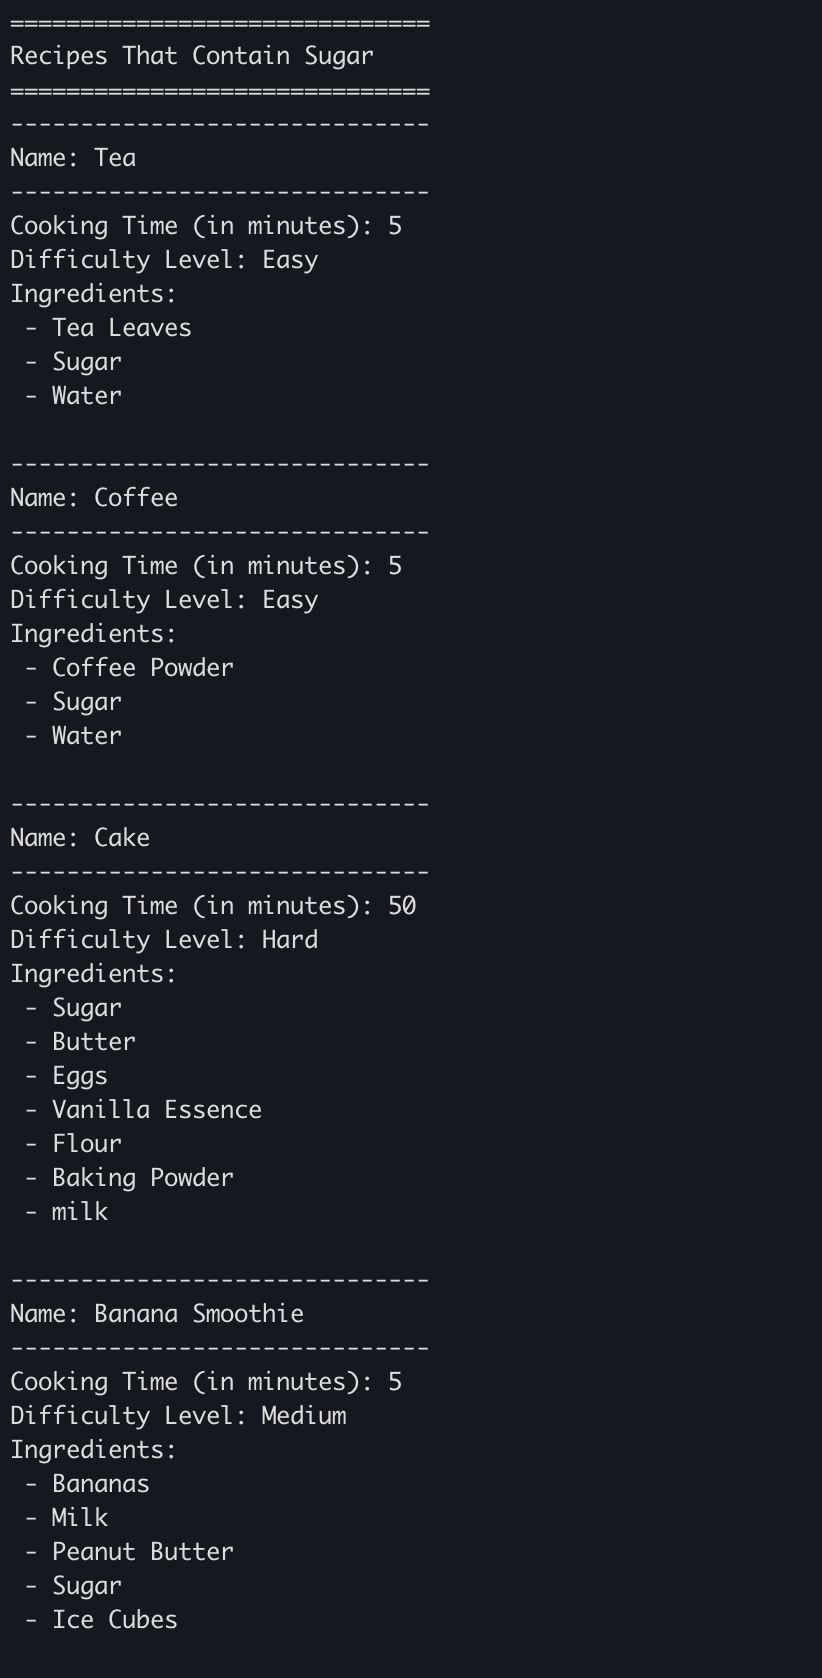 ==============================
Recipes That Contain Sugar
==============================
------------------------------
Name: Tea
------------------------------
Cooking Time (in minutes): 5
Difficulty Level: Easy
Ingredients:
 - Tea Leaves
 - Sugar
 - Water

------------------------------
Name: Coffee
------------------------------
Cooking Time (in minutes): 5
Difficulty Level: Easy
Ingredients:
 - Coffee Powder
 - Sugar
 - Water

------------------------------
Name: Cake
------------------------------
Cooking Time (in minutes): 50
Difficulty Level: Hard
Ingredients:
 - Sugar
 - Butter
 - Eggs
 - Vanilla Essence
 - Flour
 - Baking Powder
 - milk

------------------------------
Name: Banana Smoothie
------------------------------
Cooking Time (in minutes): 5
Difficulty Level: Medium
Ingredients:
 - Bananas
 - Milk
 - Peanut Butter
 - Sugar
 - Ice Cubes